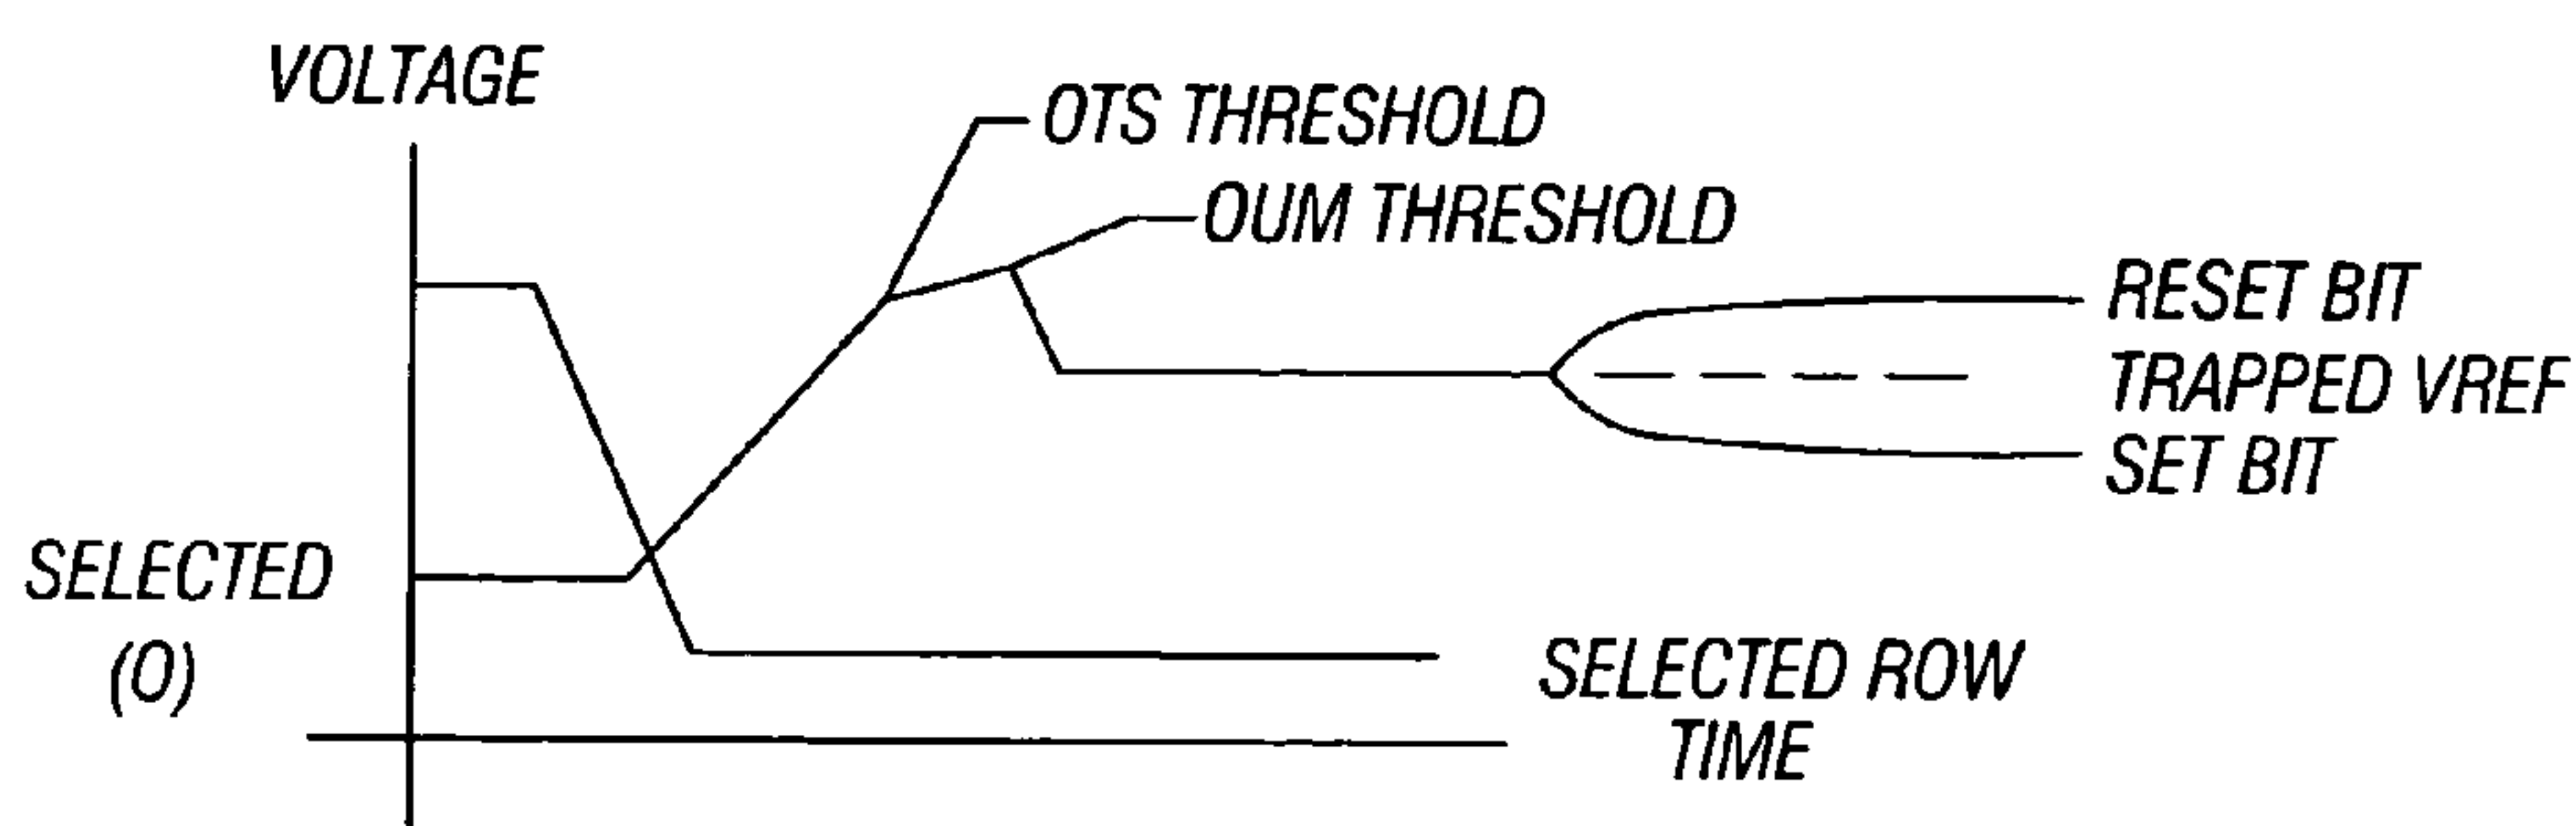 VOLTAGE
OTS THRESHOLD
OUM THRESHOLD
RESET BIT
TRAPPED VREF
SET BIT
SELECTED
(0)
SELECTED ROW
TIME